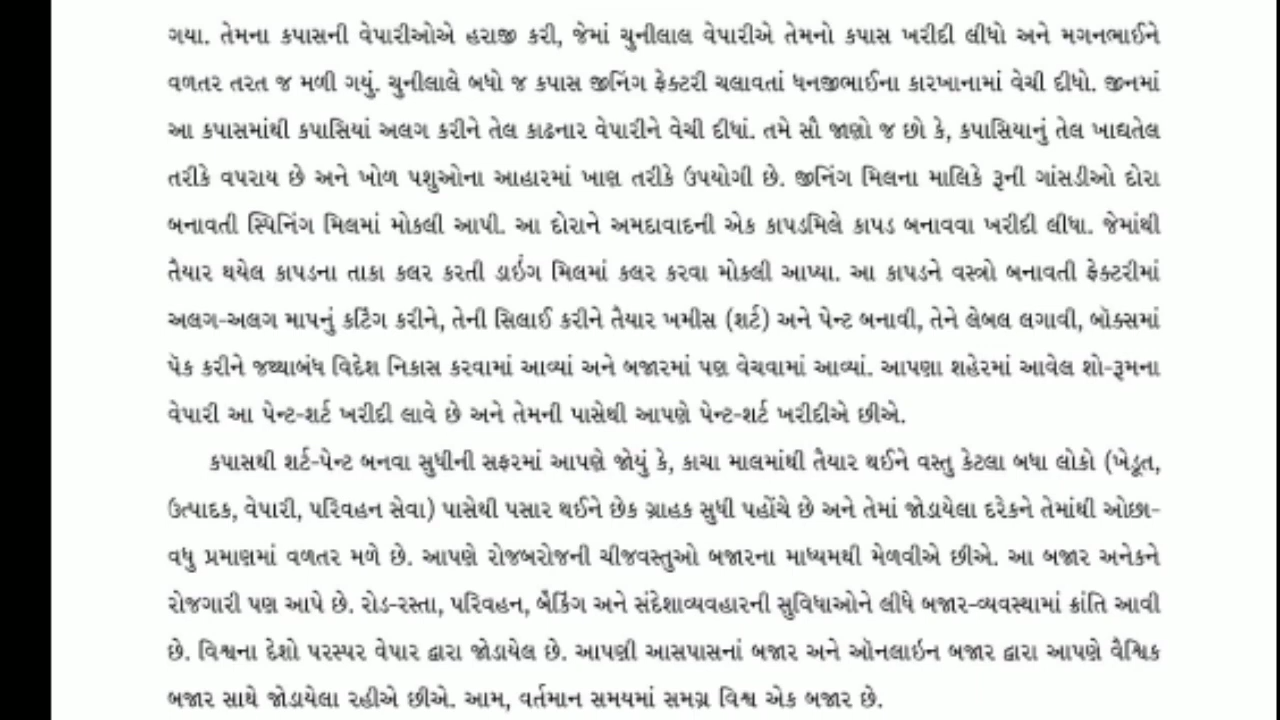 ગયા. તેમના કપાસની વેપારીઓએ હરાજી કરી, જેમાં ચુનીલાલ વેપારીએ તેમનો કપાસ ખરીદી લીધો અને મગનભાઈને
વળતર તરત જ મળી ગયું. ચુનીલાલે બધો જ કપાસ જીનિંગ ફેક્ટરી ચલાવતાં ધનજીભાઈના કારખાનામાં વેચી દીધો. જીનમાં
આ કપાસમાંથી કપાસિયાં અલગ કરીને તેલ કાઢનાર વેપારીને વેચી દીધાં. તમે સૌ જાણો જ છો કે, કપાસિયાનું તેલ ખાદ્યતેલ
તરીકે વપરાય છે અને ખોળ પશુઓના આહારમાં ખાણ તરીકે ઉપયોગી છે. જીનિંગ મિલના માલિકે રૂની ગાંસડીઓ દોરા
બનાવતી સ્પિનિંગ મિલમાં મોકલી આપી. આ દોરાને અમદાવાદની એક કાપડમિલે કાપડ બનાવવા ખરીદી લીધા. જેમાંથી
તૈયાર થયેલ કાપડના તાકા કલર કરતી ડાઇંગ મિલમાં કલર કરવા મોકલી આપ્યા. આ કાપડને વસ્ત્રો બનાવતી ફેક્ટરીમાં
અલગ-અલગ માપનું કટિંગ કરીને, તેની સિલાઈ કરીને તૈયાર ખમીસ (શર્ટ) અને પેન્ટ બનાવી, તેને લેબલ લગાવી, બૉક્સમાં
પૅક કરીને જથ્થાબંધ વિદેશ નિકાસ કરવામાં આવ્યાં અને બજારમાં પણ વેચવામાં આવ્યાં. આપણા શહેરમાં આવેલ શો-રૂમના
વેપારી આ પેન્ટ-શર્ટ ખરીદી લાવે છે અને તેમની પાસેથી આપણે પેન્ટ-શર્ટ ખરીદીએ છીએ.
કપાસથી શર્ટ-પેન્ટ બનવા સુધીની સફરમાં આપણે જોયું કે, કાચા માલમાંથી તૈયાર થઈને વસ્તુ કેટલા બધા લોકો (ખેડૂત,
ઉત્પાદક, વેપારી, પરિવહન સેવા) પાસેથી પસાર થઈને છેક ગ્રાહક સુધી પહોંચે છે અને તેમાં જોડાયેલા દરેકને તેમાંથી ઓછા-
વધુ પ્રમાણમાં વળતર મળે છે. આપણે રોજબરોજની ચીજવસ્તુઓ બજારના માધ્યમથી મેળવીએ છીએ. આ બજાર અનેકને
રોજગારી પણ આપે છે. રોડ-રસ્તા, પરિવહન, બૅંકિંગ અને સંદેશાવ્યવહારની સુવિધાઓને લીધે બજાર-વ્યવસ્થામાં ક્રાંતિ આવી
છે. વિશ્વના દેશો પરસ્પર વેપાર દ્વારા જોડાયેલ છે. આપણી આસપાસનાં બજાર અને ઑનલાઇન બજાર દ્વારા આપણે વૈશ્વિક
બજાર સાથે જોડાયેલા રહીએ છીએ. આમ, વર્તમાન સમયમાં સમગ્ર વિશ્વ એક બજાર છે.